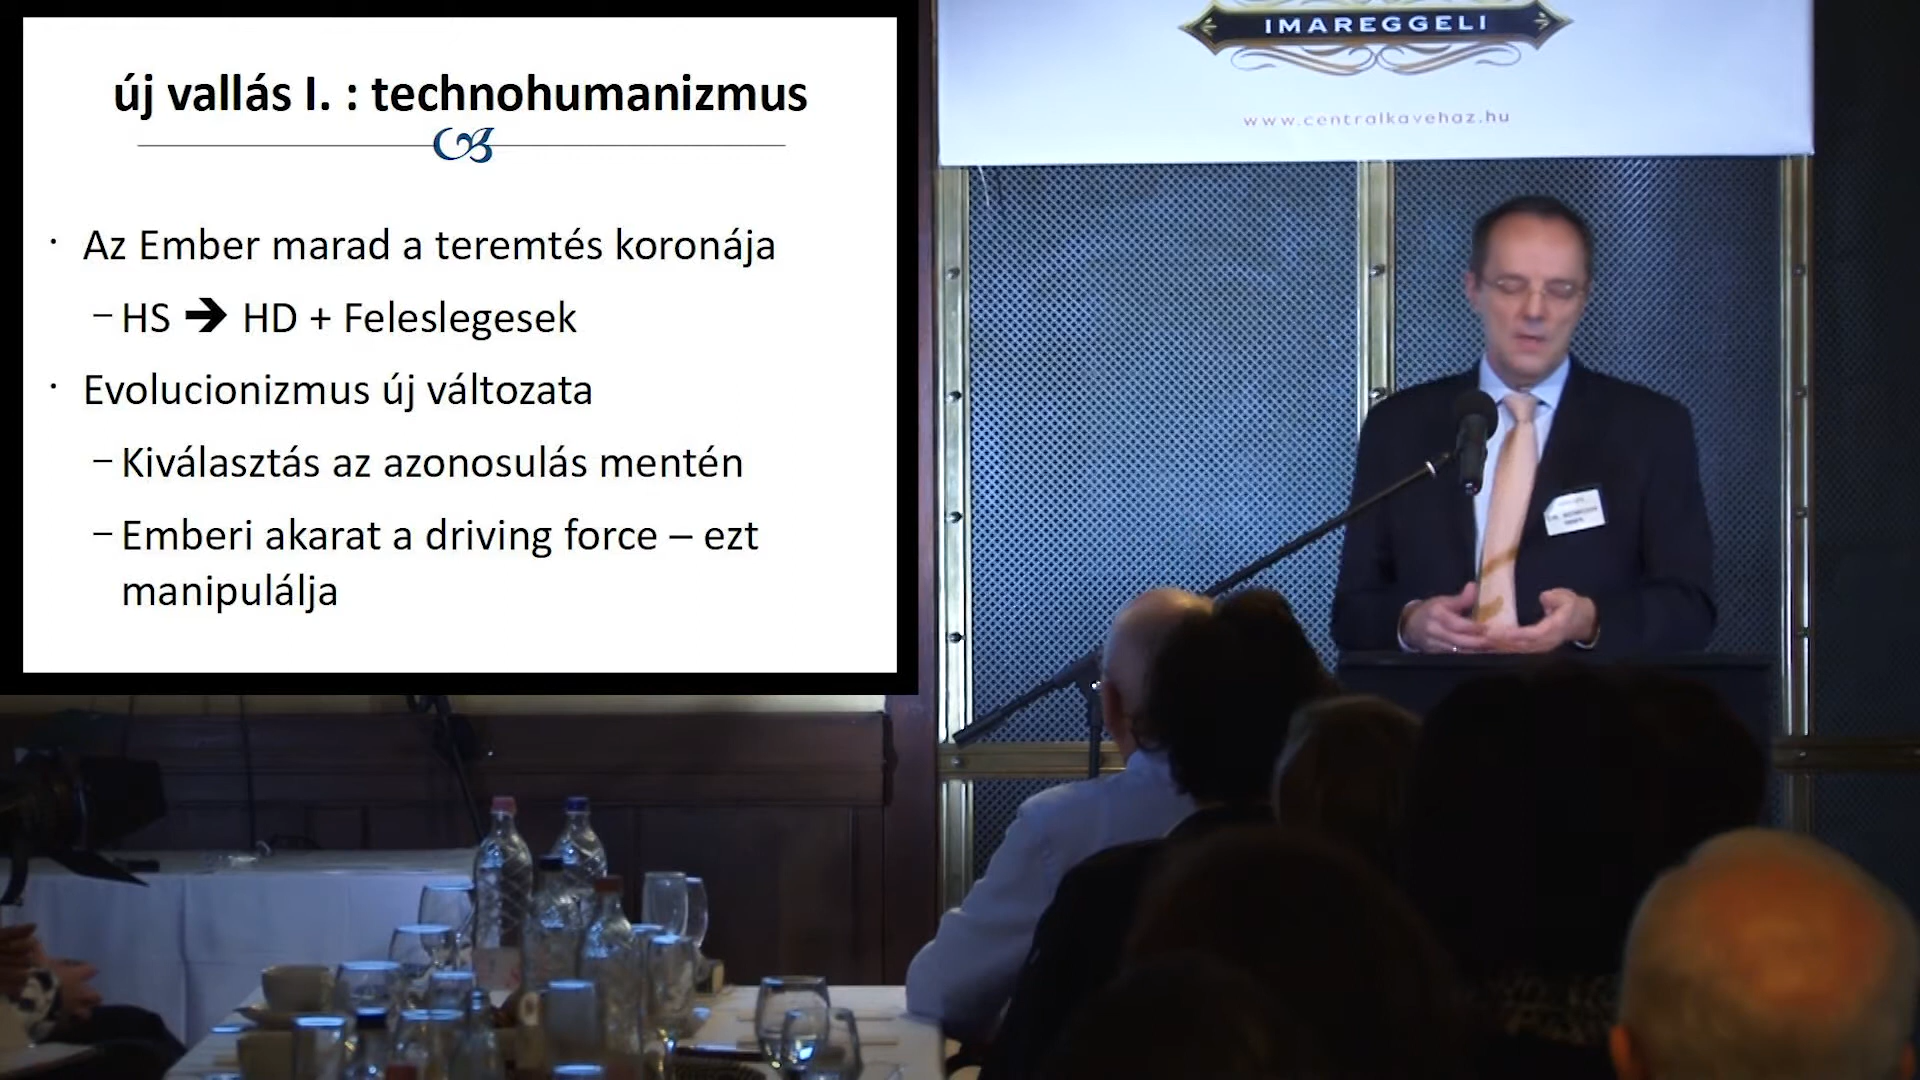 új vallás I. : technohumanizmus
· Az Ember marad a teremtés koronája
– HS ➔ HD + Feleslegesek
· Evolucionizmus új változata
– Kiválasztás az azonosulás mentén
– Emberi akarat a driving force – ezt
manipulálja
IMAREGGELI
www.centralkavehaz.hu